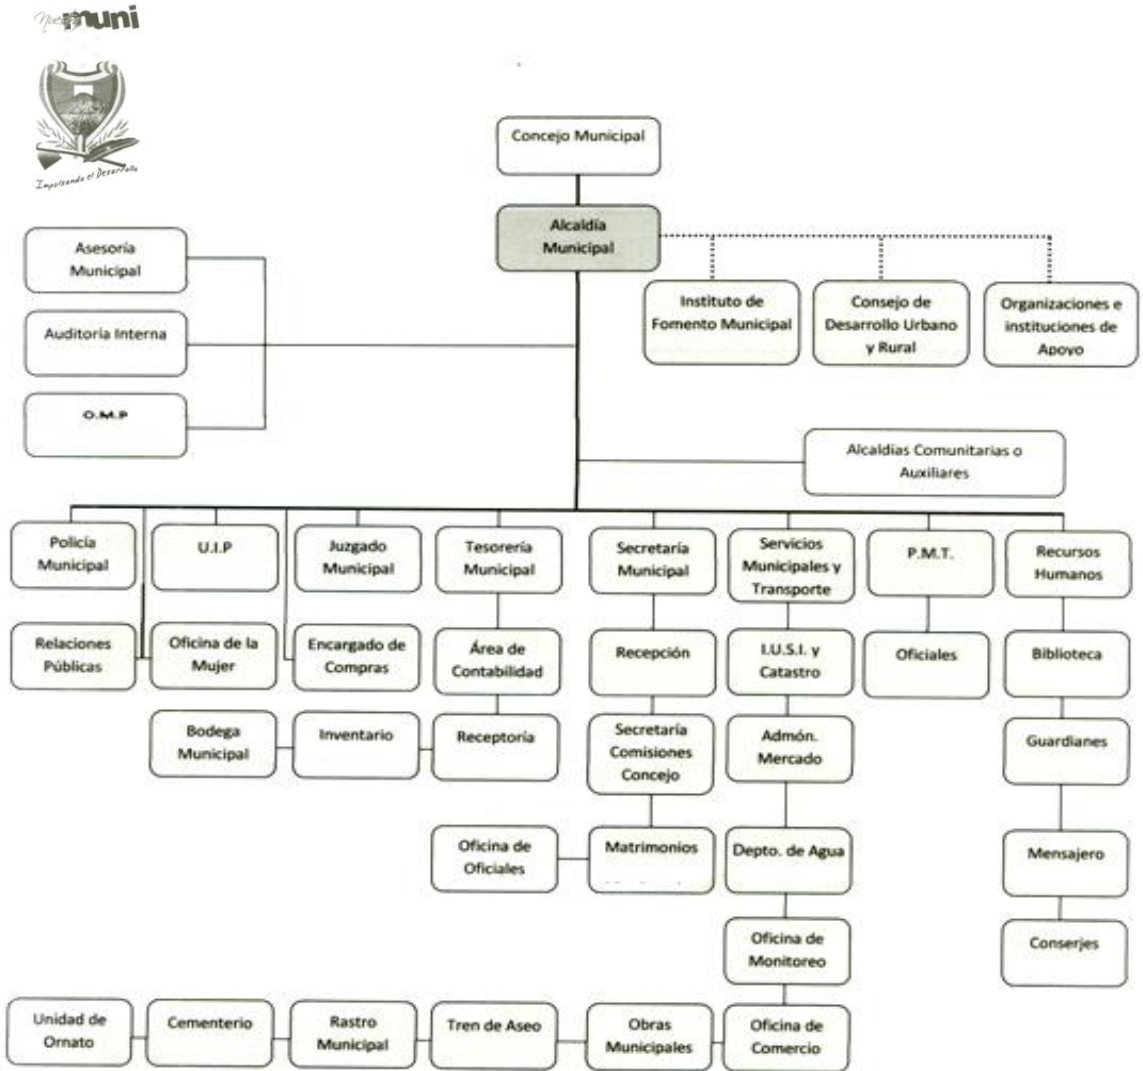 Nuestra muni
Impulsando el Desarrollo
Concejo Municipal
Alcaldía
Municipal
Asesoría
Municipal
Auditoría Interna
O.M.P
Instituto de
Fomento Municipal
Consejo de
Desarrollo Urbano
y Rural
Organizaciones e
instituciones de
Apoyo
Alcaldías Comunitarias o
Auxiliares
Policía
Municipal
U.I.P
Juzgado
Municipal
Tesorería
Municipal
Secretaría
Municipal
Servicios
Municipales y
Transporte
P.M.T.
Recursos
Humanos
Relaciones
Públicas
Oficina de la
Mujer
Encargado de
Compras
Área de
Contabilidad
Recepción
I.U.S.I. y
Catastro
Oficiales
Biblioteca
Bodega
Municipal
Inventario
Receptoría
Secretaría
Comisiones
Concejo
Admón.
Mercado
Guardianes
Oficina de
Oficiales
Matrimonios
Depto. de Agua
Mensajero
Oficina de
Monitoreo
Conserjes
Unidad de
Ornato
Cementerio
Rastro
Municipal
Tren de Aseo
Obras
Municipales
Oficina de
Comercio